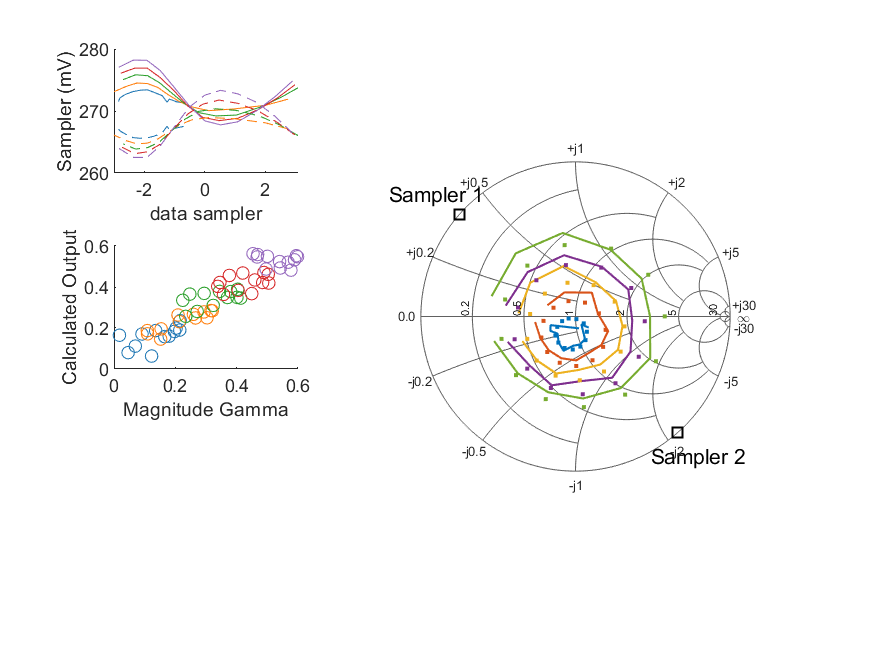 280
270
260
Sampler (mV)
-2
0
2
data sampler
0.6
0.4
0.2
0
Calculated Output
0
0.2
0.4
0.6
Magnitude Gamma
+j1
+j0.5
+j2
Sampler 1
+j0.2
+j5
0.0
0.2
0.5
1
2
5
30
+j30
∞
-j30
-j0.2
-j5
-j0.5
-j2
Sampler 2
-j1